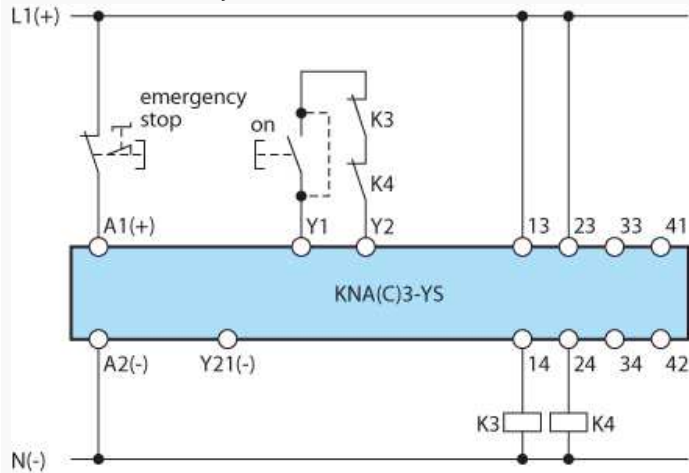 L1(+)
emergency
stop
on
K3
K4
A1(+)
Y1
Y2
13
23
33
41
KNA(C)3-YS
A2(-)
Y21(-)
14
24
34
42
K3
K4
N(-)